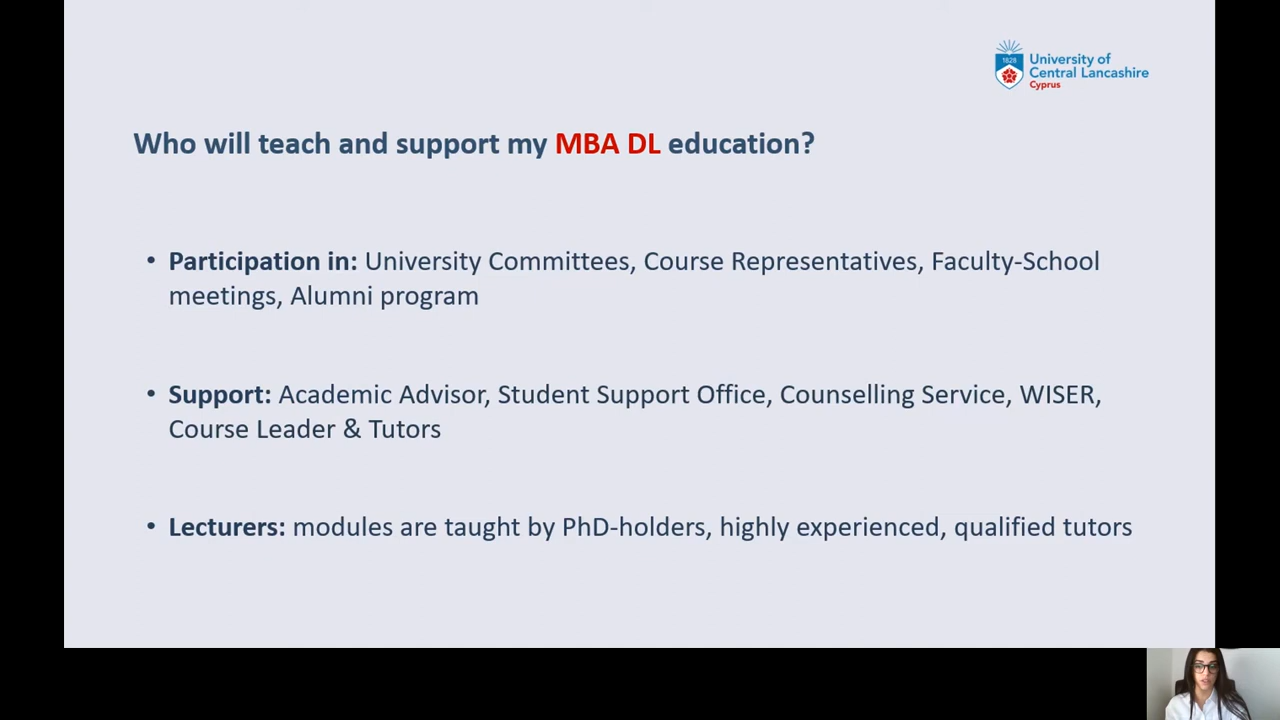 1828
University of
Central Lancashire
Cyprus
Who will teach and support my MBA DL education?
• Participation in: University Committees, Course Representatives, Faculty-School
meetings, Alumni program
• Support: Academic Advisor, Student Support Office, Counselling Service, WISER,
Course Leader & Tutors
• Lecturers: modules are taught by PhD-holders, highly experienced, qualified tutors